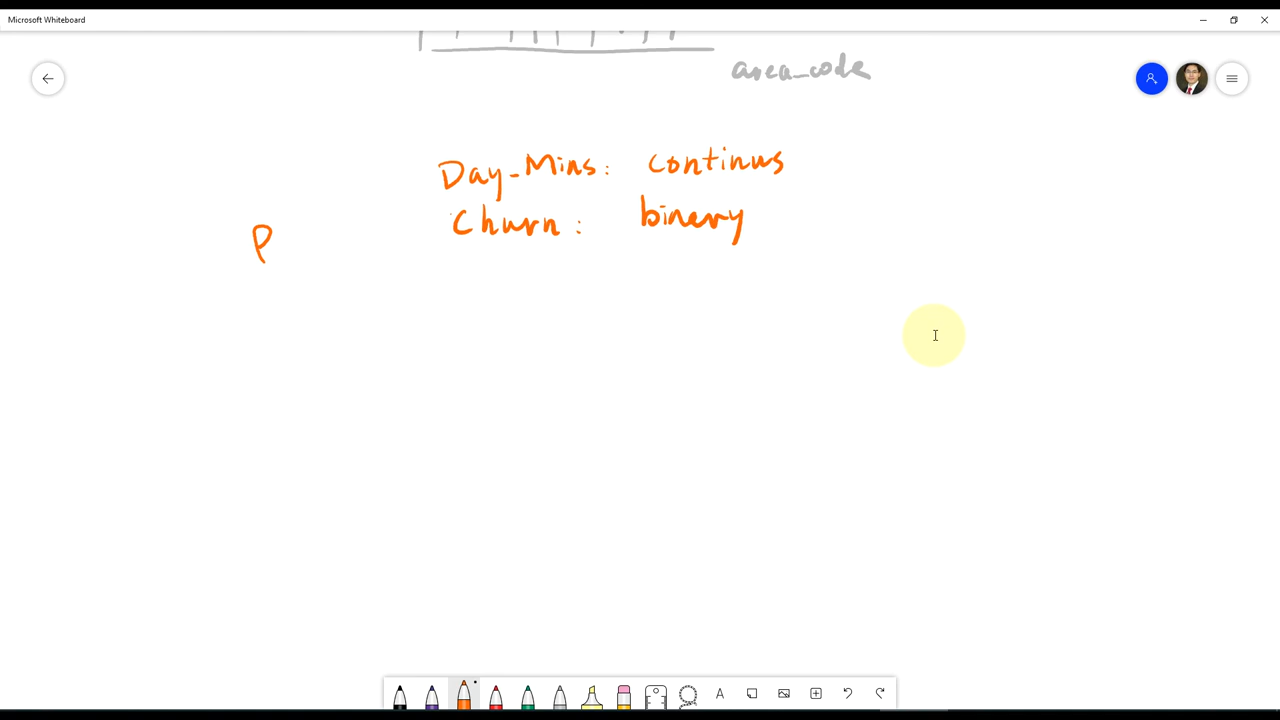 Microsoft Whiteboard
area_code
Day-Mins: continus
Churn: binery
P
A